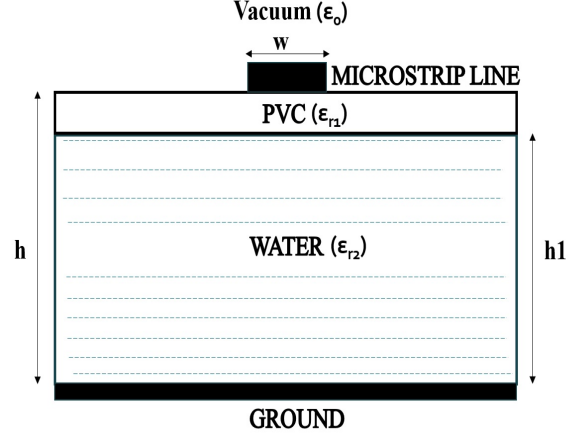 Vacuum (ε₀)
w
MICROSTRIP LINE
PVC (εr1)
h
WATER (εr2)
h1
GROUND